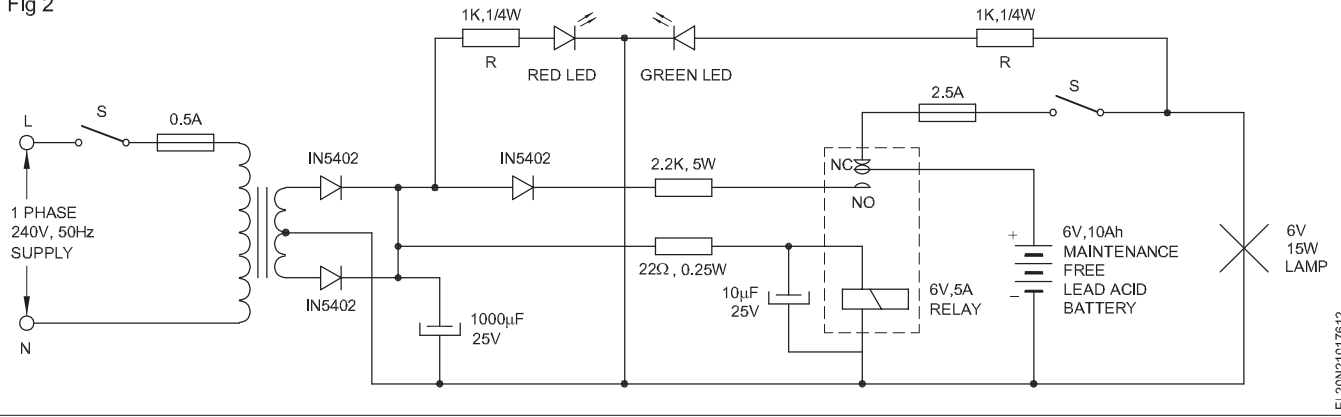 Fig 2
1K,1/4W
R
RED LED
GREEN LED
1K,1/4W
R
2.5A
S
L
S
0.5A
1 PHASE
240V, 50Hz
SUPPLY
N
IN5402
IN5402
IN5402
2.2K, 5W
22Ω, 0.25W
1000µF
25V
10µF
25V
NC
NO
6V,5A
RELAY
+
6V,10Ah
MAINTENANCE
FREE
LEAD ACID
BATTERY
−
6V
15W
LAMP